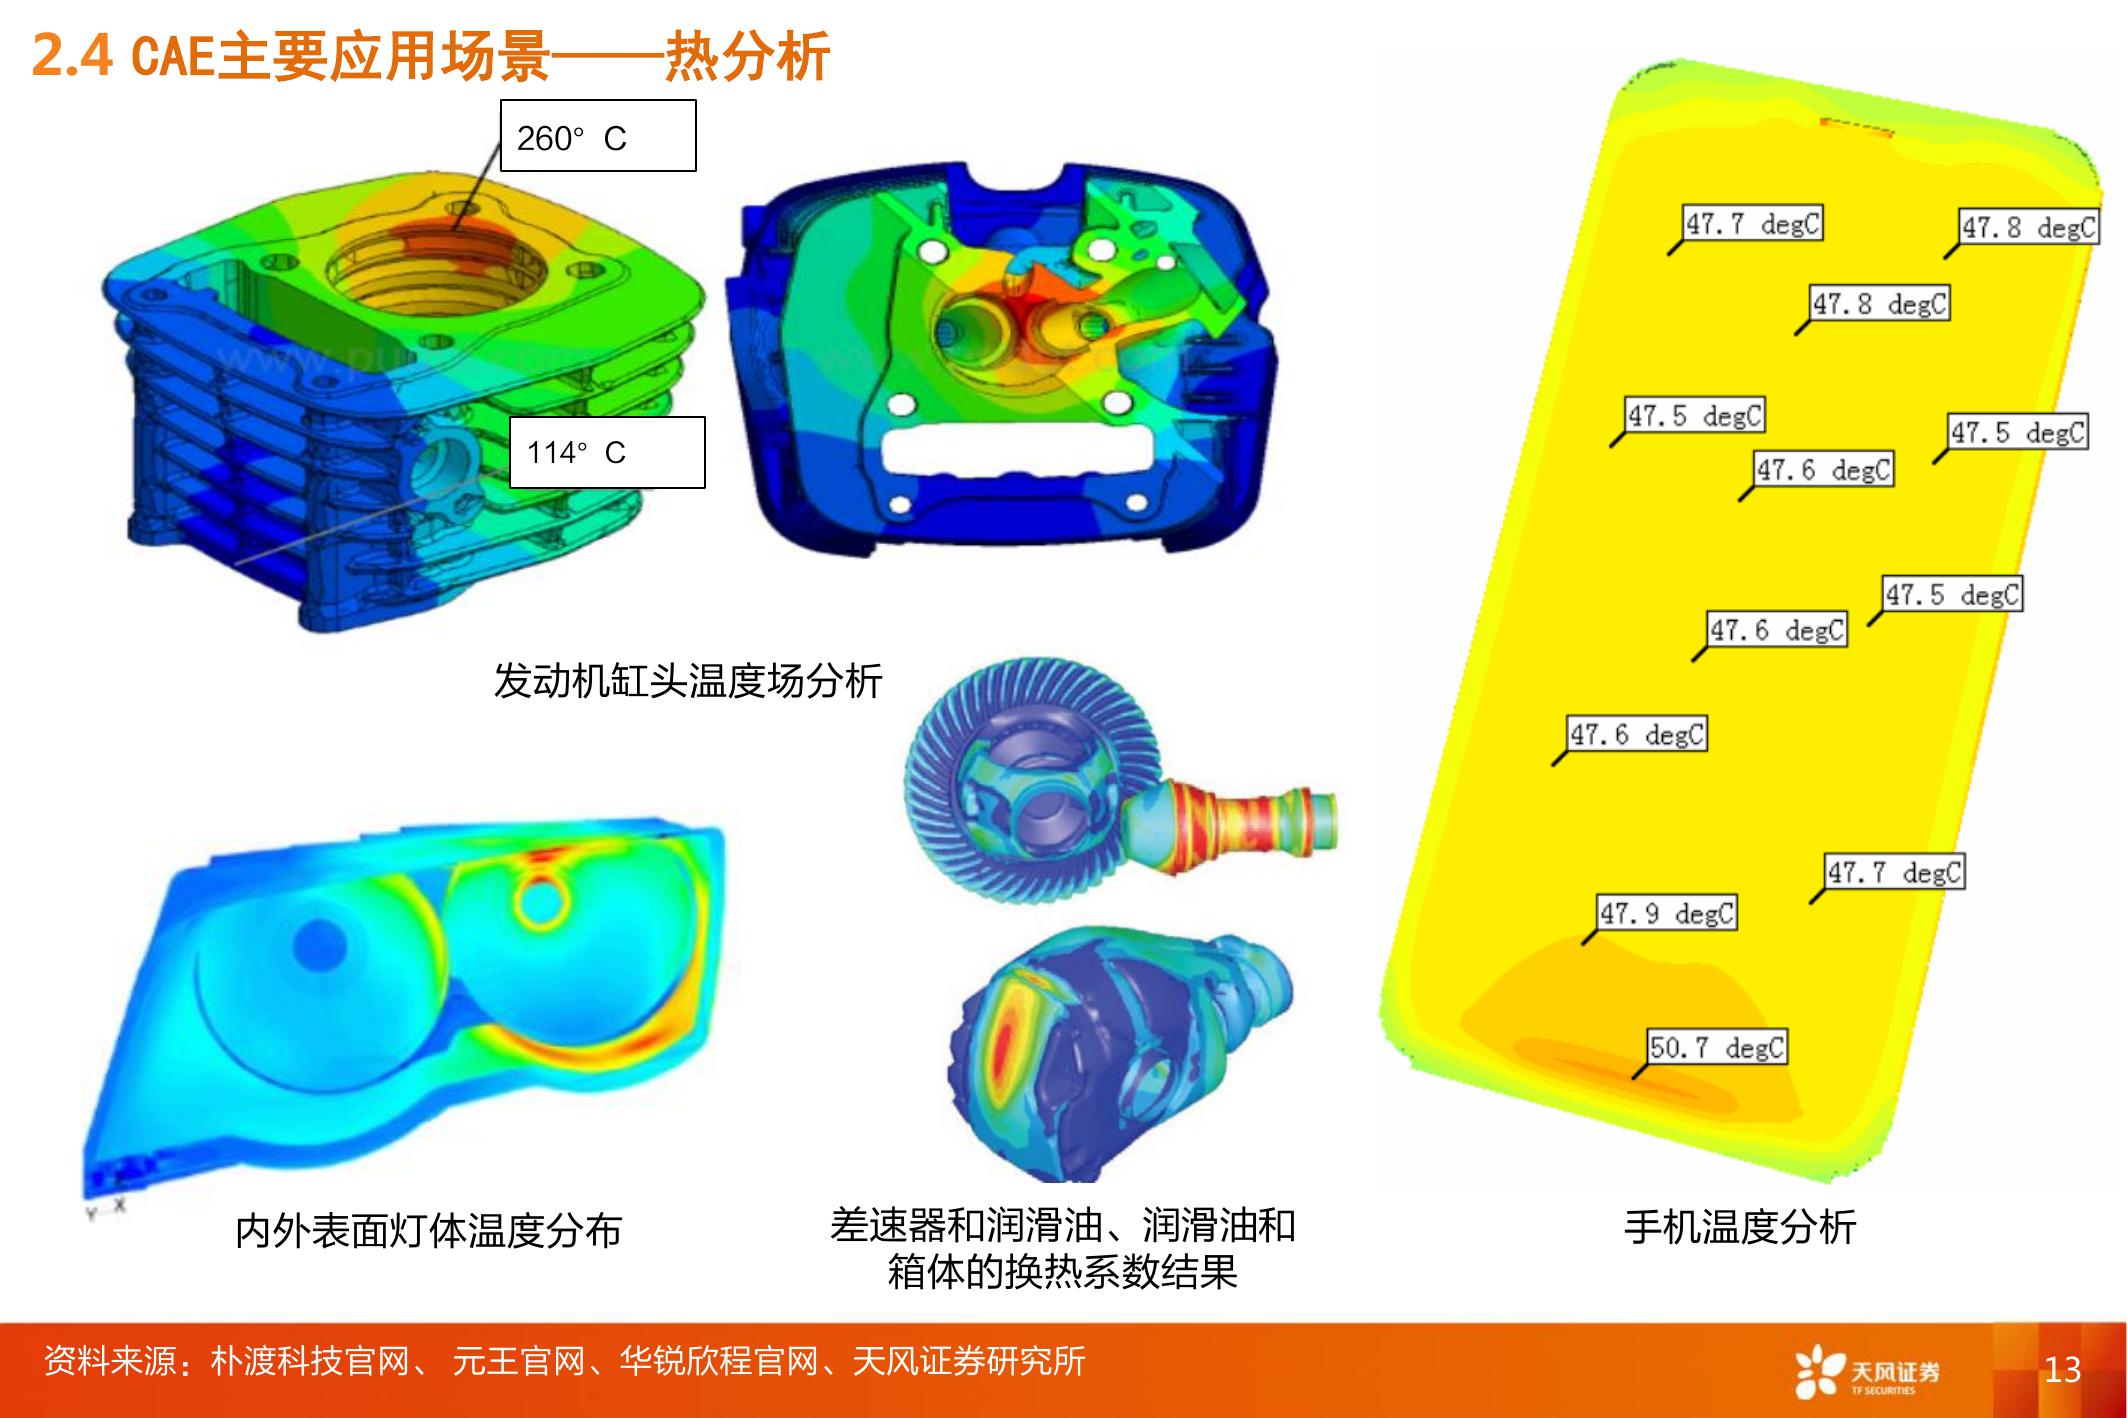 2.4 CAE主要应用场景——热分析
260° C
114° C
发动机缸头温度场分析
47.7 degC
47.8 degC
47.8 degC
47.5 degC
47.5 degC
47.6 degC
47.5 degC
47.6 degC
47.6 degC
47.7 degC
47.9 degC
50.7 degC
Y
X
内外表面灯体温度分布
差速器和润滑油、润滑油和
箱体的换热系数结果
手机温度分析
资料来源：朴渡科技官网、 元王官网、华锐欣程官网、天风证券研究所
天风证券
TF SECURITIES
13